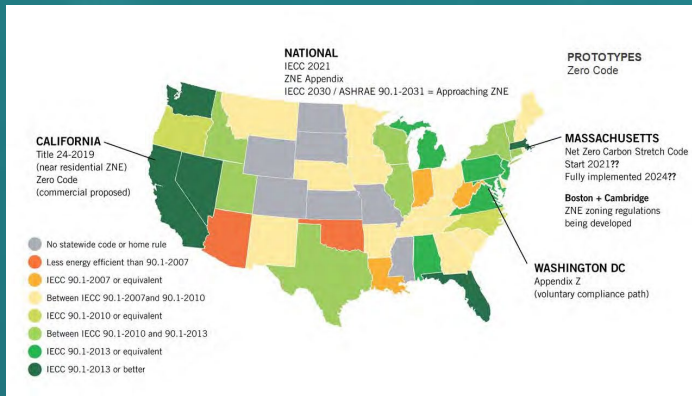 NATIONAL
IECC 2021
ZNE Appendix
IECC 2030 / ASHRAE 90.1-2031 = Approaching ZNE
PROTOTYPES
Zero Code
CALIFORNIA
Title 24-2019
(near residential ZNE)
Zero Code
(commercial proposed)
MASSACHUSETTS
Net Zero Carbon Stretch Code
Start 2021??
Fully implemented 2024??
Boston + Cambridge
ZNE zoning regulations
being developed
WASHINGTON DC
Appendix Z
(voluntary compliance path)
No statewide code or home rule
Less energy efficient than 90.1-2007
IECC 90.1-2007 or equivalent
Between IECC 90.1-2007and 90.1-2010
IECC 90.1-2010 or equivalent
Between IECC 90.1-2010 and 90.1-2013
IECC 90.1-2013 or equivalent
IECC 90.1-2013 or better